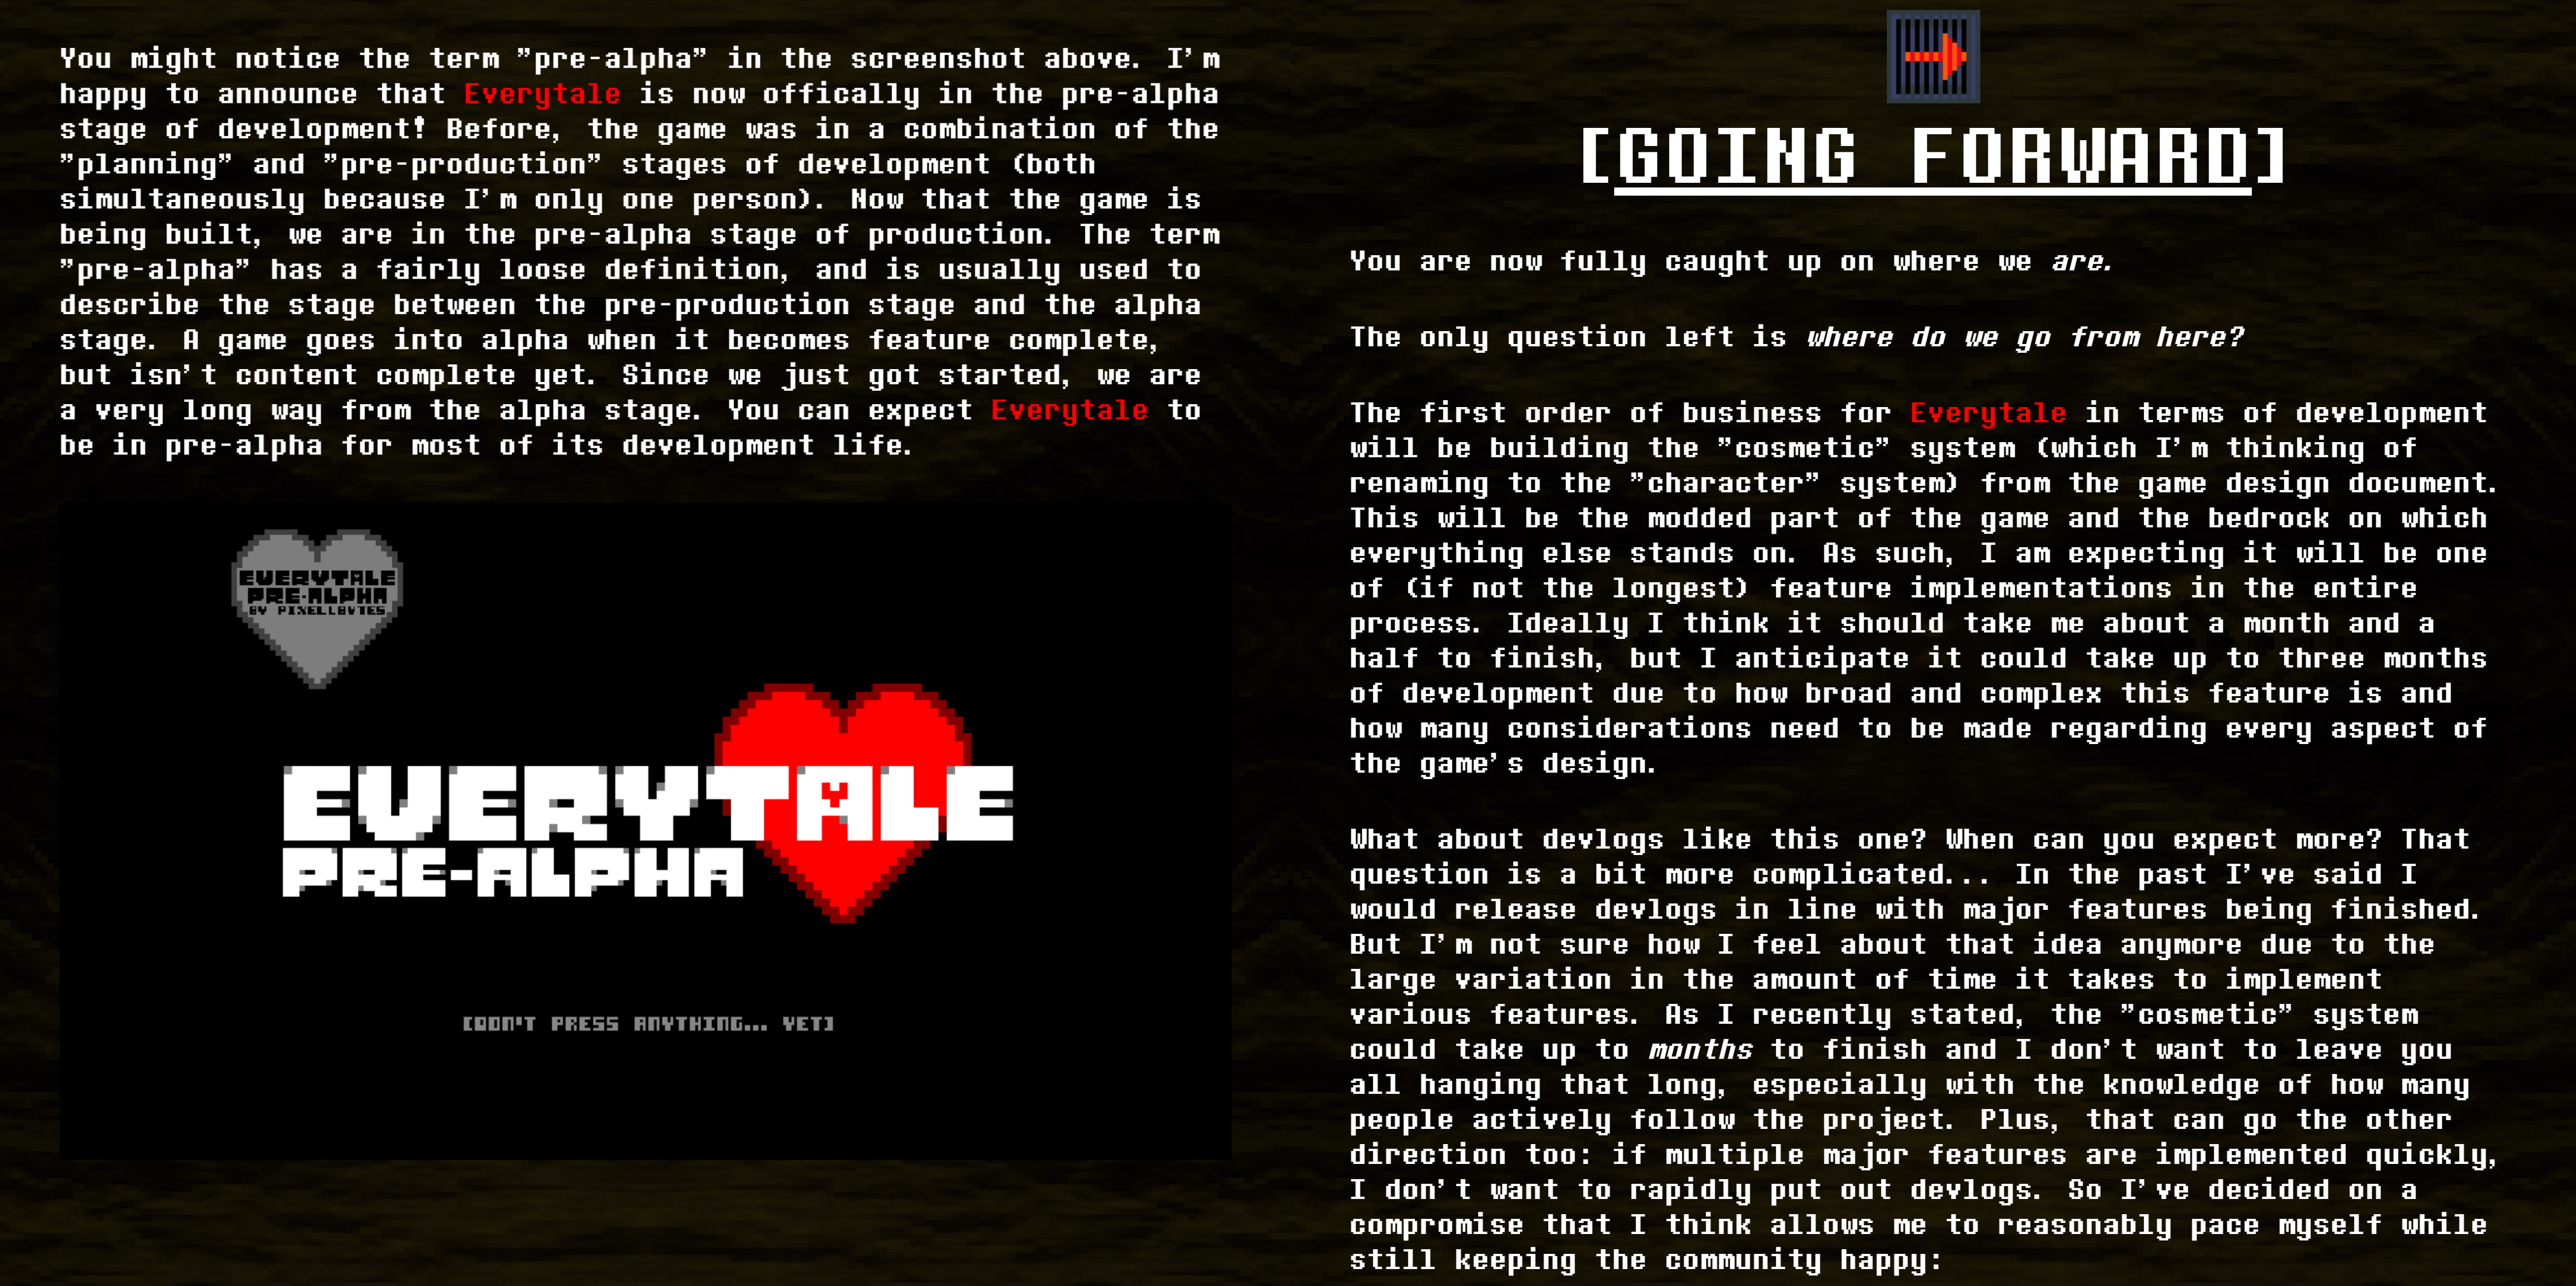 You might notice the term "pre-alpha" in the screenshot above. I'm
happy to announce that Everytale is now offically in the pre-alpha
stage of development! Before, the game was in a combination of the
"planning" and "pre-production" stages of development (both
simultaneously because I'm only one person). Now that the game is
being built, we are in the pre-alpha stage of production. The term
"pre-alpha" has a fairly loose definition, and is usually used to
describe the stage between the pre-production stage and the alpha
stage. A game goes into alpha when it becomes feature complete,
but isn't content complete yet. Since we just got started, we are
a very long way from the alpha stage. You can expect Everytale to
be in pre-alpha for most of its development life.
EVERYTALE
PRE-ALPHA
BY PIXELLBYTES
EVERYTALE
PRE-ALPHA
[DON'T PRESS ANYTHING... YET]
[GOING FORWARD]
You are now fully caught up on where we are.
The only question left is where do we go from here?
The first order of business for Everytale in terms of development
will be building the "cosmetic" system (which I'm thinking of
renaming to the "character" system) from the game design document.
This will be the modded part of the game and the bedrock on which
everything else stands on. As such, I am expecting it will be one
of (if not the longest) feature implementations in the entire
process. Ideally I think it should take me about a month and a
half to finish, but I anticipate it could take up to three months
of development due to how broad and complex this feature is and
how many considerations need to be made regarding every aspect of
the game's design.
What about devlogs like this one? When can you expect more? That
question is a bit more complicated... In the past I've said I
would release devlogs in line with major features being finished.
But I'm not sure how I feel about that idea anymore due to the
large variation in the amount of time it takes to implement
various features. As I recently stated, the "cosmetic" system
could take up to months to finish and I don't want to leave you
all hanging that long, especially with the knowledge of how many
people actively follow the project. Plus, that can go the other
direction too: if multiple major features are implemented quickly,
I don't want to rapidly put out devlogs. So I've decided on a
compromise that I think allows me to reasonably pace myself while
still keeping the community happy: